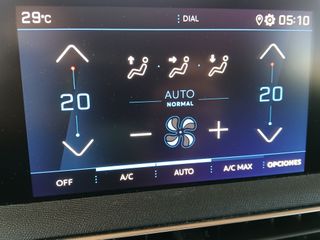 29°C DIAL 05:10
20 AUTO 20
NORMAL
OFF A/C AUTO A/C MAX OPCIONES